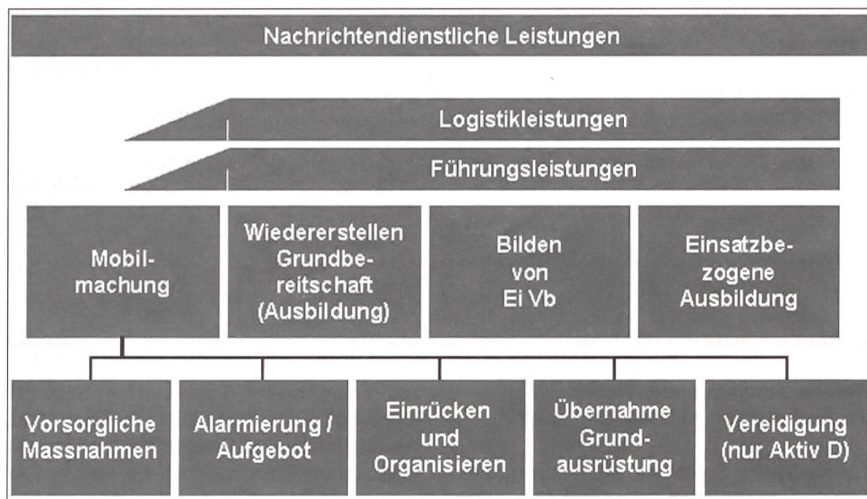 Nachrichtendienstliche Leistungen
Logistikleistungen
Führungsleistungen
Mobil-
machung
Wiedererstellen
Grundbe-
reitschaft
(Ausbildung)
Bilden
von
Ei Vb
Einsatzbe-
zogene
Ausbildung
Vorsorgliche
Massnahmen
Alarmierung /
Aufgebot
Einrücken
und
Organisieren
Übernahme
Grund-
ausrüstung
Vereidigung
(nur Aktiv D)